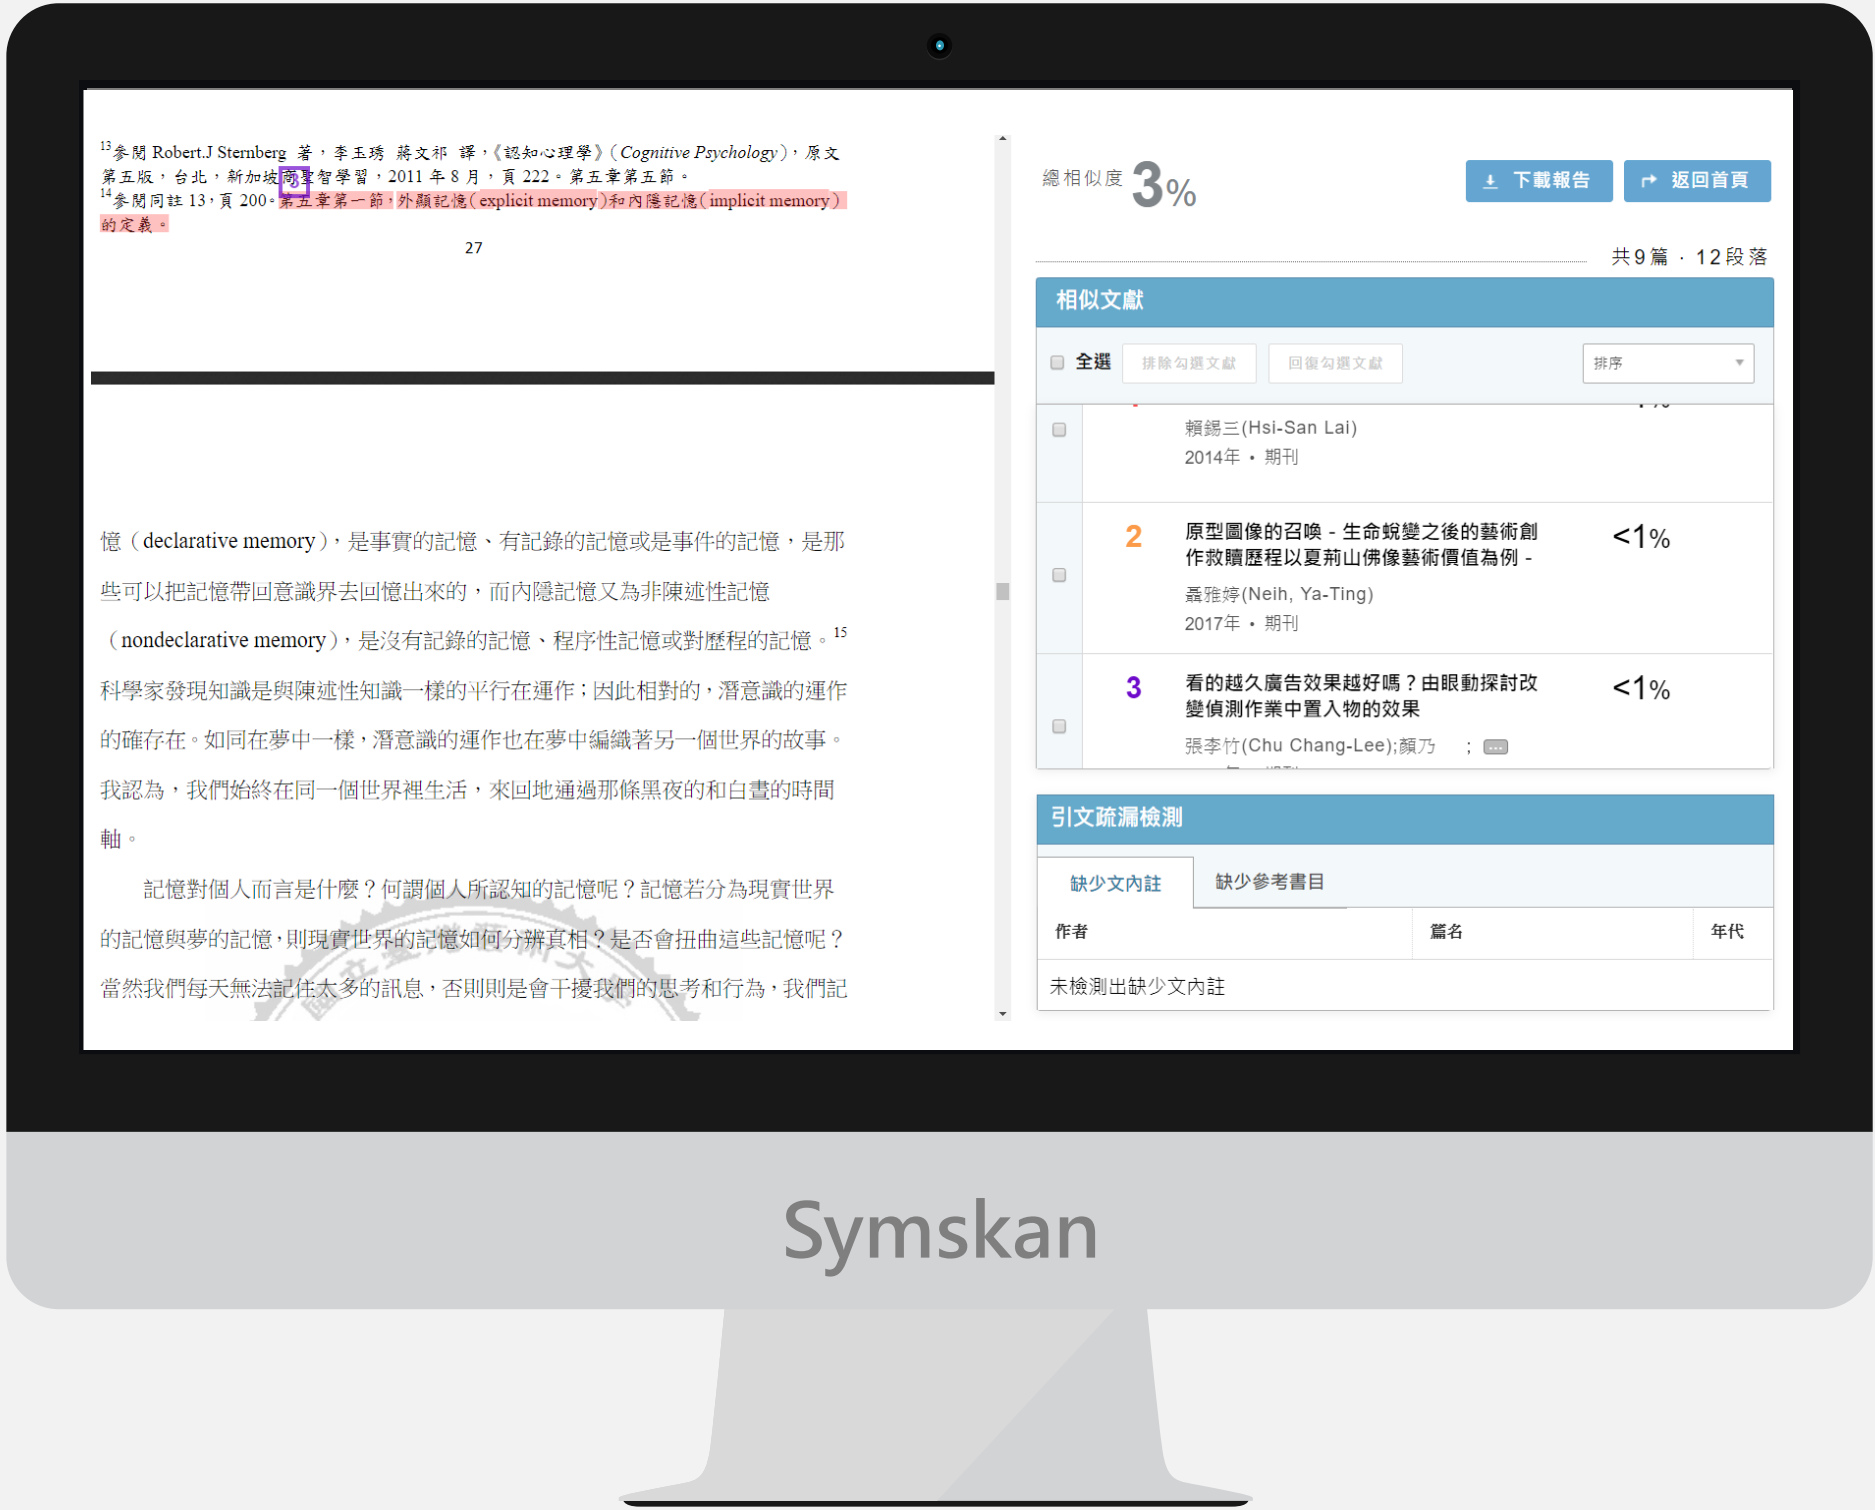 13參閱 Robert.J Sternberg 著，李玉琇 蔣文祁 譯，《認知心理學》（Cognitive Psychology），原文
第五版，台北，新加坡商聖智學習，2011 年 8 月，頁 222。第五章第五節。
3
14參閱同註 13，頁 200。第五章第一節，外顯記憶（explicit memory）和內隱記憶（implicit memory）
的定義。
27
憶（declarative memory），是事實的記憶、有記錄的記憶或是事件的記憶，是那
些可以把記憶帶回意識界去回憶出來的，而內隱記憶又為非陳述性記憶
（nondeclarative memory），是沒有記錄的記憶、程序性記憶或對歷程的記憶。15
科學家發現知識是與陳述性知識一樣的平行在運作；因此相對的，潛意識的運作
的確存在。如同在夢中一樣，潛意識的運作也在夢中編織著另一個世界的故事。
我認為，我們始終在同一個世界裡生活，來回地通過那條黑夜的和白晝的時間
軸。
記憶對個人而言是什麼？何謂個人所認知的記憶呢？記憶若分為現實世界
的記憶與夢的記憶，則現實世界的記憶如何分辨真相？是否會扭曲這些記憶呢？
當然我們每天無法記住太多的訊息，否則則是會干擾我們的思考和行為，我們記
國立臺灣藝術大學
總相似度 3%
下載報告
返回首頁
共9篇 · 12段落
相似文獻
全選
排除勾選文獻
回復勾選文獻
排序
賴錫三(Hsi-San Lai)
2014年 • 期刊
2
原型圖像的召喚－生命蛻變之後的藝術創
作救贖歷程以夏荊山佛像藝術價值為例－
<1%
聶雅婷(Neih, Ya-Ting)
2017年 • 期刊
3
看的越久廣告效果越好嗎？由眼動探討改
變偵測作業中置入物的效果
<1%
張李竹(Chu Chang-Lee);顏乃 ; ...
引文疏漏檢測
缺少文內註
缺少參考書目
作者
篇名
年代
未檢測出缺少文內註
Symskan